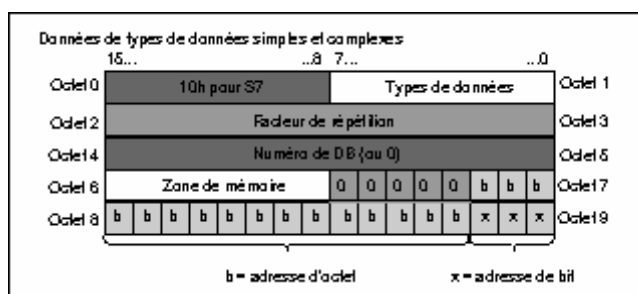 Données de types de données simples et complexes
15... ...8 7... ...0
Octet 0 10h pour S7 Types de données Octet 1
Octet 2 Facteur de répétition Octet 3
Octet 4 Numéro de DB (ou 0) Octet 5
Octet 6 Zone de mémoire 0 0 0 0 0 b b b Octet 7
Octet 8 b b b b b b b b b b b b b x x x Octet 9
b = adresse d'octet x = adresse de bit